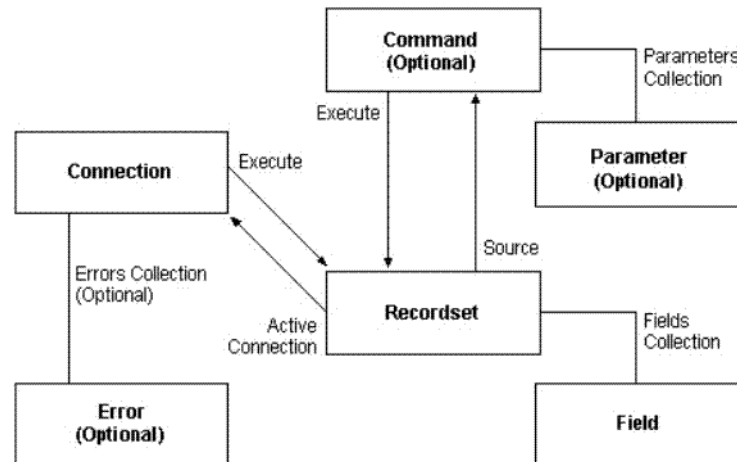 Command
(Optional)
Parameters
Collection
Execute
Connection
Execute
Parameter
(Optional)
Source
Errors Collection
(Optional)
Recordset
Active
Connection
Fields
Collection
Error
(Optional)
Field